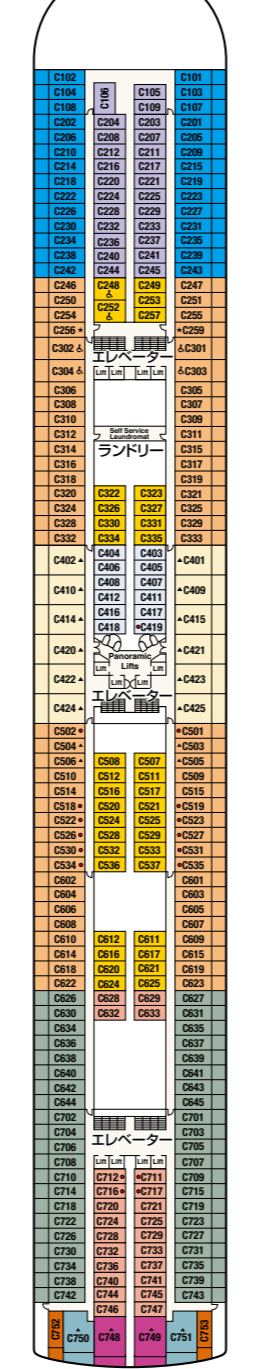 C102 C101
C104 C106 C105 C103
C108 C109 C107
C202 C204 C203 C201
C206 C208 C207 C205
C210 C212 C211 C209
C214 C216 C217 C215
C218 C220 C221 C219
C222 C224 C225 C223
C226 C228 C229 C227
C230 C232 C233 C231
C234 C236 C237 C235
C238 C240 C241 C239
C242 C244 C245 C243
C246 C248 C249 C247
C250 C252 C253 C251
C254 C257 C255
C256 C259
C302 C301
エレベーター
C304 Lift Lift Lift Lift C303
C306 C305
C308 C307
C310 C309
C312 Self Service C311
Laundromat
C314 ランドリー C315
C316 C317
C318 C319
C320 C322 C323 C321
C324 C326 C327 C325
C328 C330 C331 C329
C332 C334 C335 C333
C402 C404 C403 C401
C406 C405
C410 C408 C407 C409
C412 C411
C414 C416 C417 C415
C418 C419
C420 Panoramic C421
Lifts
Lift Lift
C422 Lift Lift C423
エレベーター
C424 C425
C502 C501
C504 C503
C506 C508 C507 C505
C510 C512 C511 C509
C514 C516 C517 C515
C518 C520 C521 C519
C522 C524 C525 C523
C526 C528 C529 C527
C530 C532 C533 C531
C534 C536 C537 C535
C602 C601
C604 C603
C606 C605
C608 C607
C610 C612 C611 C609
C614 C616 C617 C615
C618 C620 C621 C619
C622 C624 C625 C623
C626 C628 C629 C627
C630 C632 C633 C631
C634 C635
C636 C637
C638 C639
C640 C641
C642 C643
C644 C645
C702 C701
C704 C703
エレベーター
C706 C705
C708 Lift Lift Lift Lift C707
C710 C712 C711 C709
C714 C716 C717 C715
C718 C720 C721 C719
C722 C724 C725 C723
C726 C728 C729 C727
C730 C732 C733 C731
C734 C736 C737 C735
C738 C740 C741 C739
C742 C744 C745 C743
C746 C747
C752 C750 C748 C749 C751 C753